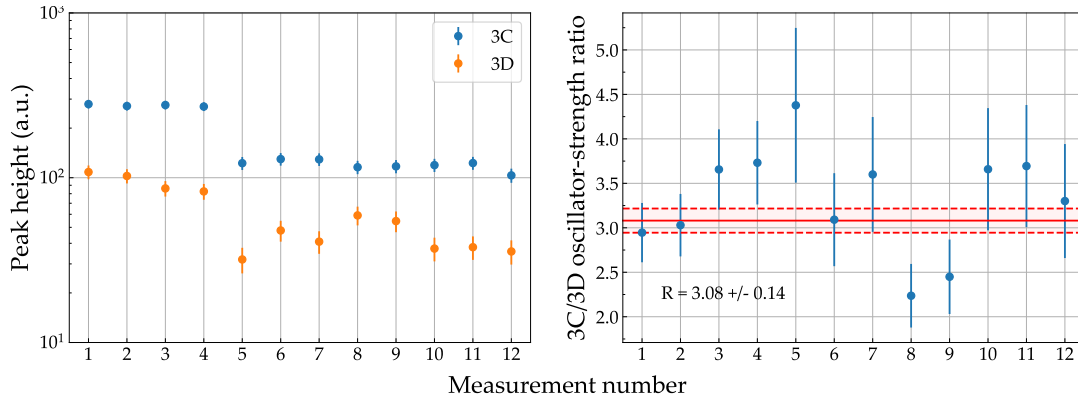 10³
10²
10¹
Peak height (a.u.)
3C
3D
1 2 3 4 5 6 7 8 9 10 11 12
3C/3D oscillator-strength ratio
5.0
4.5
4.0
3.5
3.0
2.5
2.0
R = 3.08 +/- 0.14
1 2 3 4 5 6 7 8 9 10 11 12
Measurement number